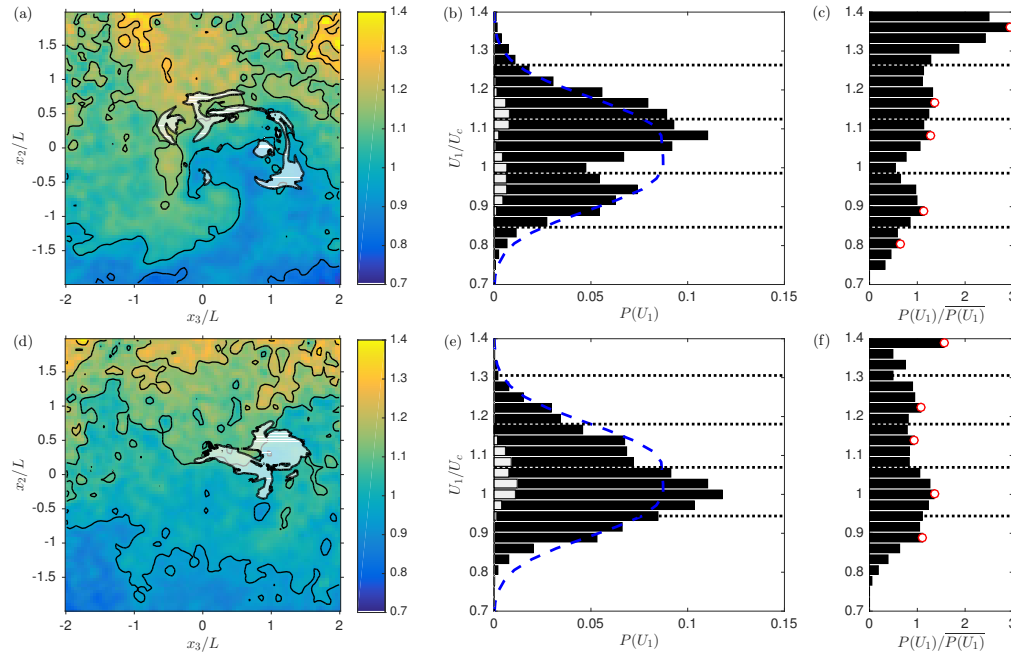 (a)
(b)
(c)
1.5
1
0.5
0
-0.5
-1
-1.5
x₂/L
-2 -1 0 1 2
x₃/L
1.4
1.3
1.2
1.1
1
0.9
0.8
0.7
1.4
1.3
1.2
1.1
1
0.9
0.8
0.7
U₁/U_c
0 0.05 0.1 0.15
P(U₁)
1.4
1.3
1.2
1.1
1
0.9
0.8
0.7
0 1 2 3
P(U₁)/P(U₁)
(d)
(e)
(f)
1.5
1
0.5
0
-0.5
-1
-1.5
x₂/L
-2 -1 0 1 2
x₃/L
1.4
1.3
1.2
1.1
1
0.9
0.8
0.7
1.4
1.3
1.2
1.1
1
0.9
0.8
0.7
U₁/U_c
0 0.05 0.1 0.15
P(U₁)
1.4
1.3
1.2
1.1
1
0.9
0.8
0.7
0 1 2 3
P(U₁)/P(U₁)